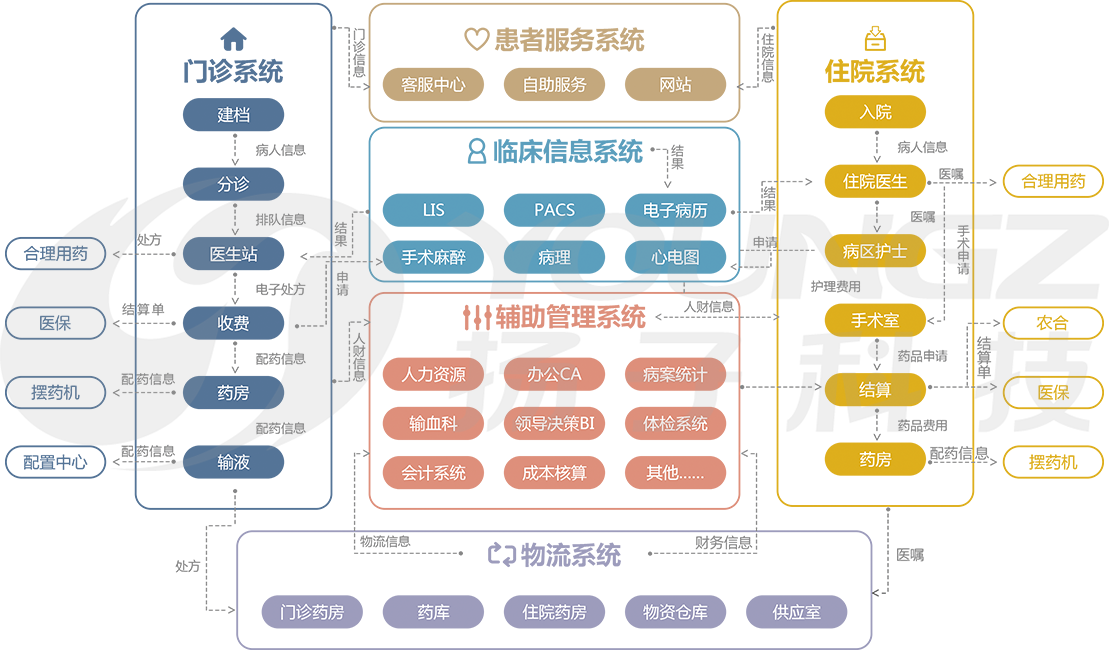 门诊系统
建档
病人信息
分诊
排队信息
医生站
电子处方
收费
配药信息
药房
配药信息
输液
处方
合理用药
结算单
医保
配药信息
摆药机
配药信息
配置中心
处方
门诊信息
患者服务系统
客服中心
自助服务
网站
住院信息
临床信息系统
结果
LIS
PACS
电子病历
手术麻醉
病理
心电图
结果
申请
结果
申请
人财信息
人财信息
辅助管理系统
人力资源
办公CA
病案统计
输血科
领导决策BI
体检系统
会计系统
成本核算
其他......
物流信息
财务信息
物流系统
门诊药房
药库
住院药房
物资仓库
供应室
住院系统
入院
病人信息
住院医生
医嘱
医嘱
病区护士
手术申请
护理费用
手术室
药品申请
结算
药品费用
药房
合理用药
结算单
农合
医保
配药信息
摆药机
医嘱
YOUNGZ
扬子科技